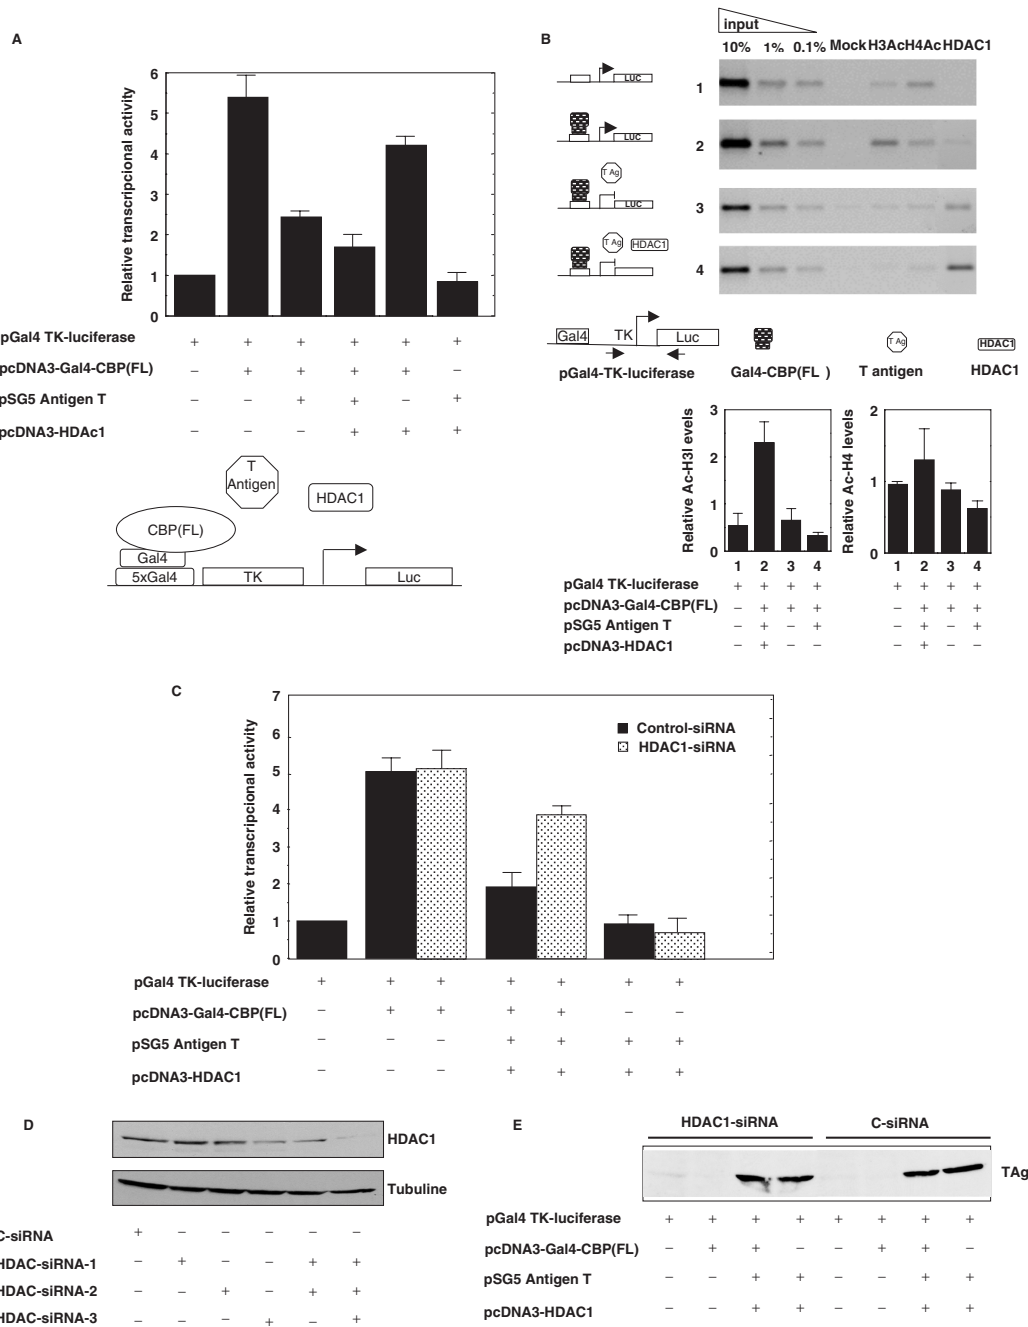 A
Relative transcripcional activity
6
5
4
3
2
1
0
pGal4 TK-luciferase + + + + + +
pcDNA3-Gal4-CBP(FL) − + + + + −
pSG5 Antigen T − − + + − +
pcDNA3-HDAc1 − − − + + +
T
Antigen
HDAC1
CBP(FL)
Gal4
5xGal4 TK Luc
B
input
10% 1% 0.1% Mock H3Ac H4Ac HDAC1
LUC 1
LUC 2
T Ag
LUC 3
T Ag HDAC1
4
Gal4 TK Luc
T Ag
HDAC1
pGal4-TK-luciferase Gal4-CBP(FL ) T antigen HDAC1
Relative Ac-H3l evels
3
2
1
0
1 2 3 4
Relative Ac-H4 levels
2
1
0
1 2 3 4
pGal4 TK-luciferase + + + + + + + +
pcDNA3-Gal4-CBP(FL) − + + + − + + +
pSG5 Antigen T − + − + − + − +
pcDNA3-HDAC1 − + − − − + − −
C
Relative transcripcional activity
7
6
5
4
3
2
1
0
Control-siRNA
HDAC1-siRNA
pGal4 TK-luciferase + + + + + + +
pcDNA3-Gal4-CBP(FL) − + + + + − −
pSG5 Antigen T − − − + + + +
pcDNA3-HDAC1 − − − + + + +
D
HDAC1
Tubuline
C-siRNA + − − − − −
HDAC-siRNA-1 − + − − + +
HDAC-siRNA-2 − − + − + +
HDAC-siRNA-3 − − − + − +
E
HDAC1-siRNA C-siRNA
TAg
pGal4 TK-luciferase + + + + + + + +
pcDNA3-Gal4-CBP(FL) − + + − − + + −
pSG5 Antigen T − − + + − − + +
pcDNA3-HDAC1 − − + + − − + +